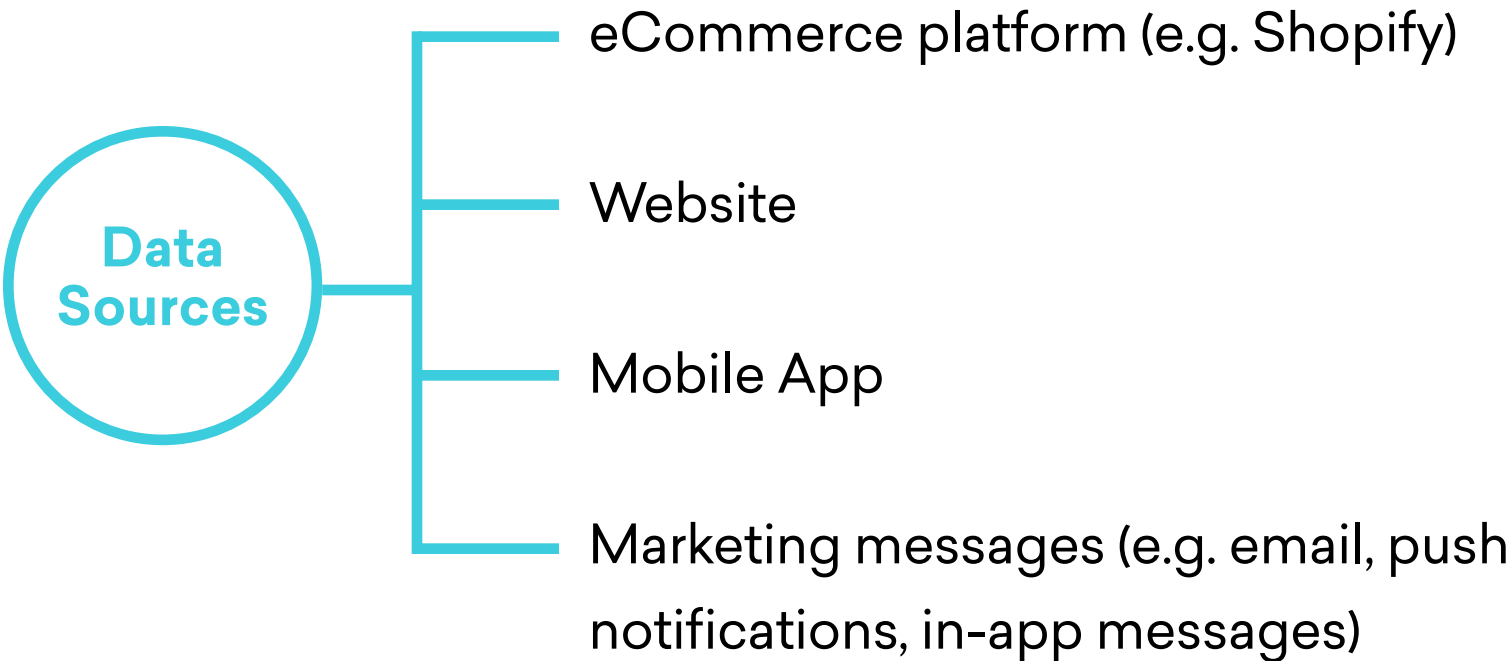 eCommerce platform (e.g. Shopify)
Website
Data
Sources
Mobile App
Marketing messages (e.g. email, push
notifications, in-app messages)